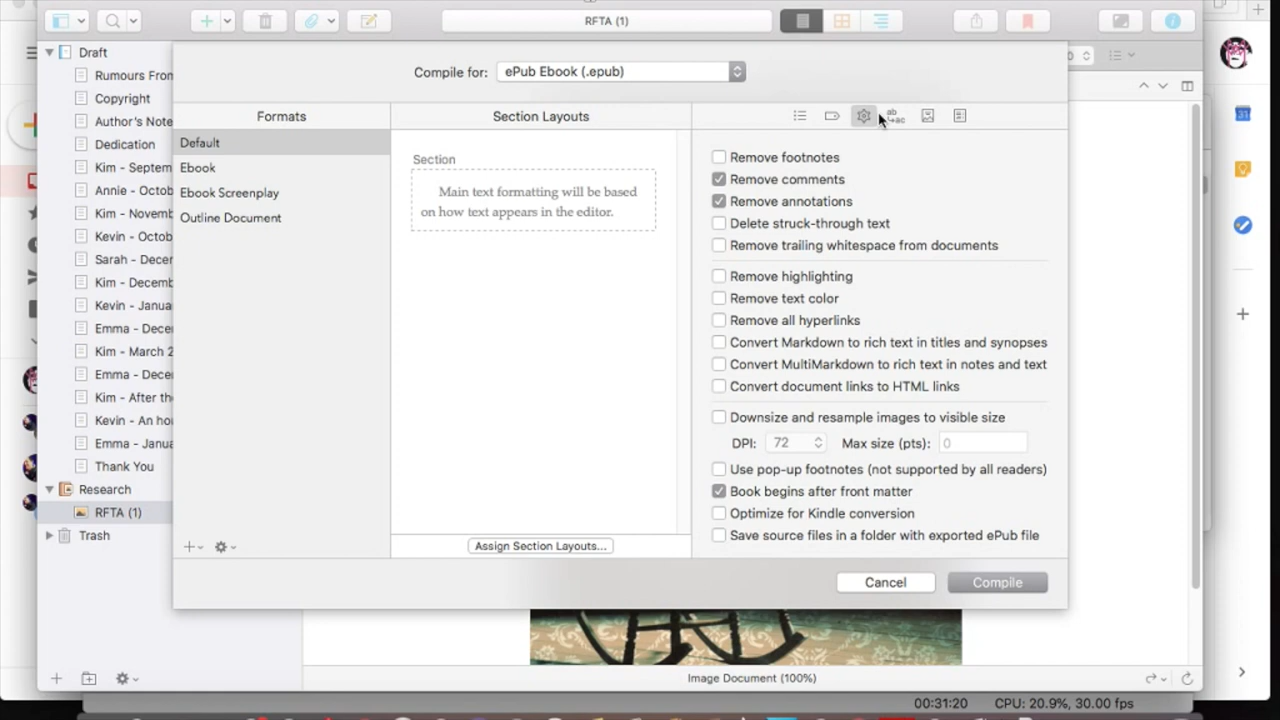 RFTA (1)
Draft
Rumours From
Copyright
Author's Note
Dedication
Kim - Septem
Annie - Octob
Kim - Novemb
Kevin - Octob
Sarah - Decer
Kim - Decemb
Kevin - Janua
Emma - Dece
Kim - March 2
Emma - Dece
Kim - After th
Kevin - An ho
Emma - Janua
Thank You
Research
RFTA (1)
Trash
Compile for: ePub Ebook (.epub)
Formats
Default
Ebook
Ebook Screenplay
Outline Document
Section Layouts
Section
Main text formatting will be based
on how text appears in the editor.
Assign Section Layouts...
Remove footnotes
Remove comments
Remove annotations
Delete struck-through text
Remove trailing whitespace from documents
Remove highlighting
Remove text color
Remove all hyperlinks
Convert Markdown to rich text in titles and synopses
Convert MultiMarkdown to rich text in notes and text
Convert document links to HTML links
Downsize and resample images to visible size
DPI: 72 Max size (pts): 0
Use pop-up footnotes (not supported by all readers)
Book begins after front matter
Optimize for Kindle conversion
Save source files in a folder with exported ePub file
Cancel Compile
Image Document (100%)
00:31:20 CPU: 20.9%, 30.00 fps